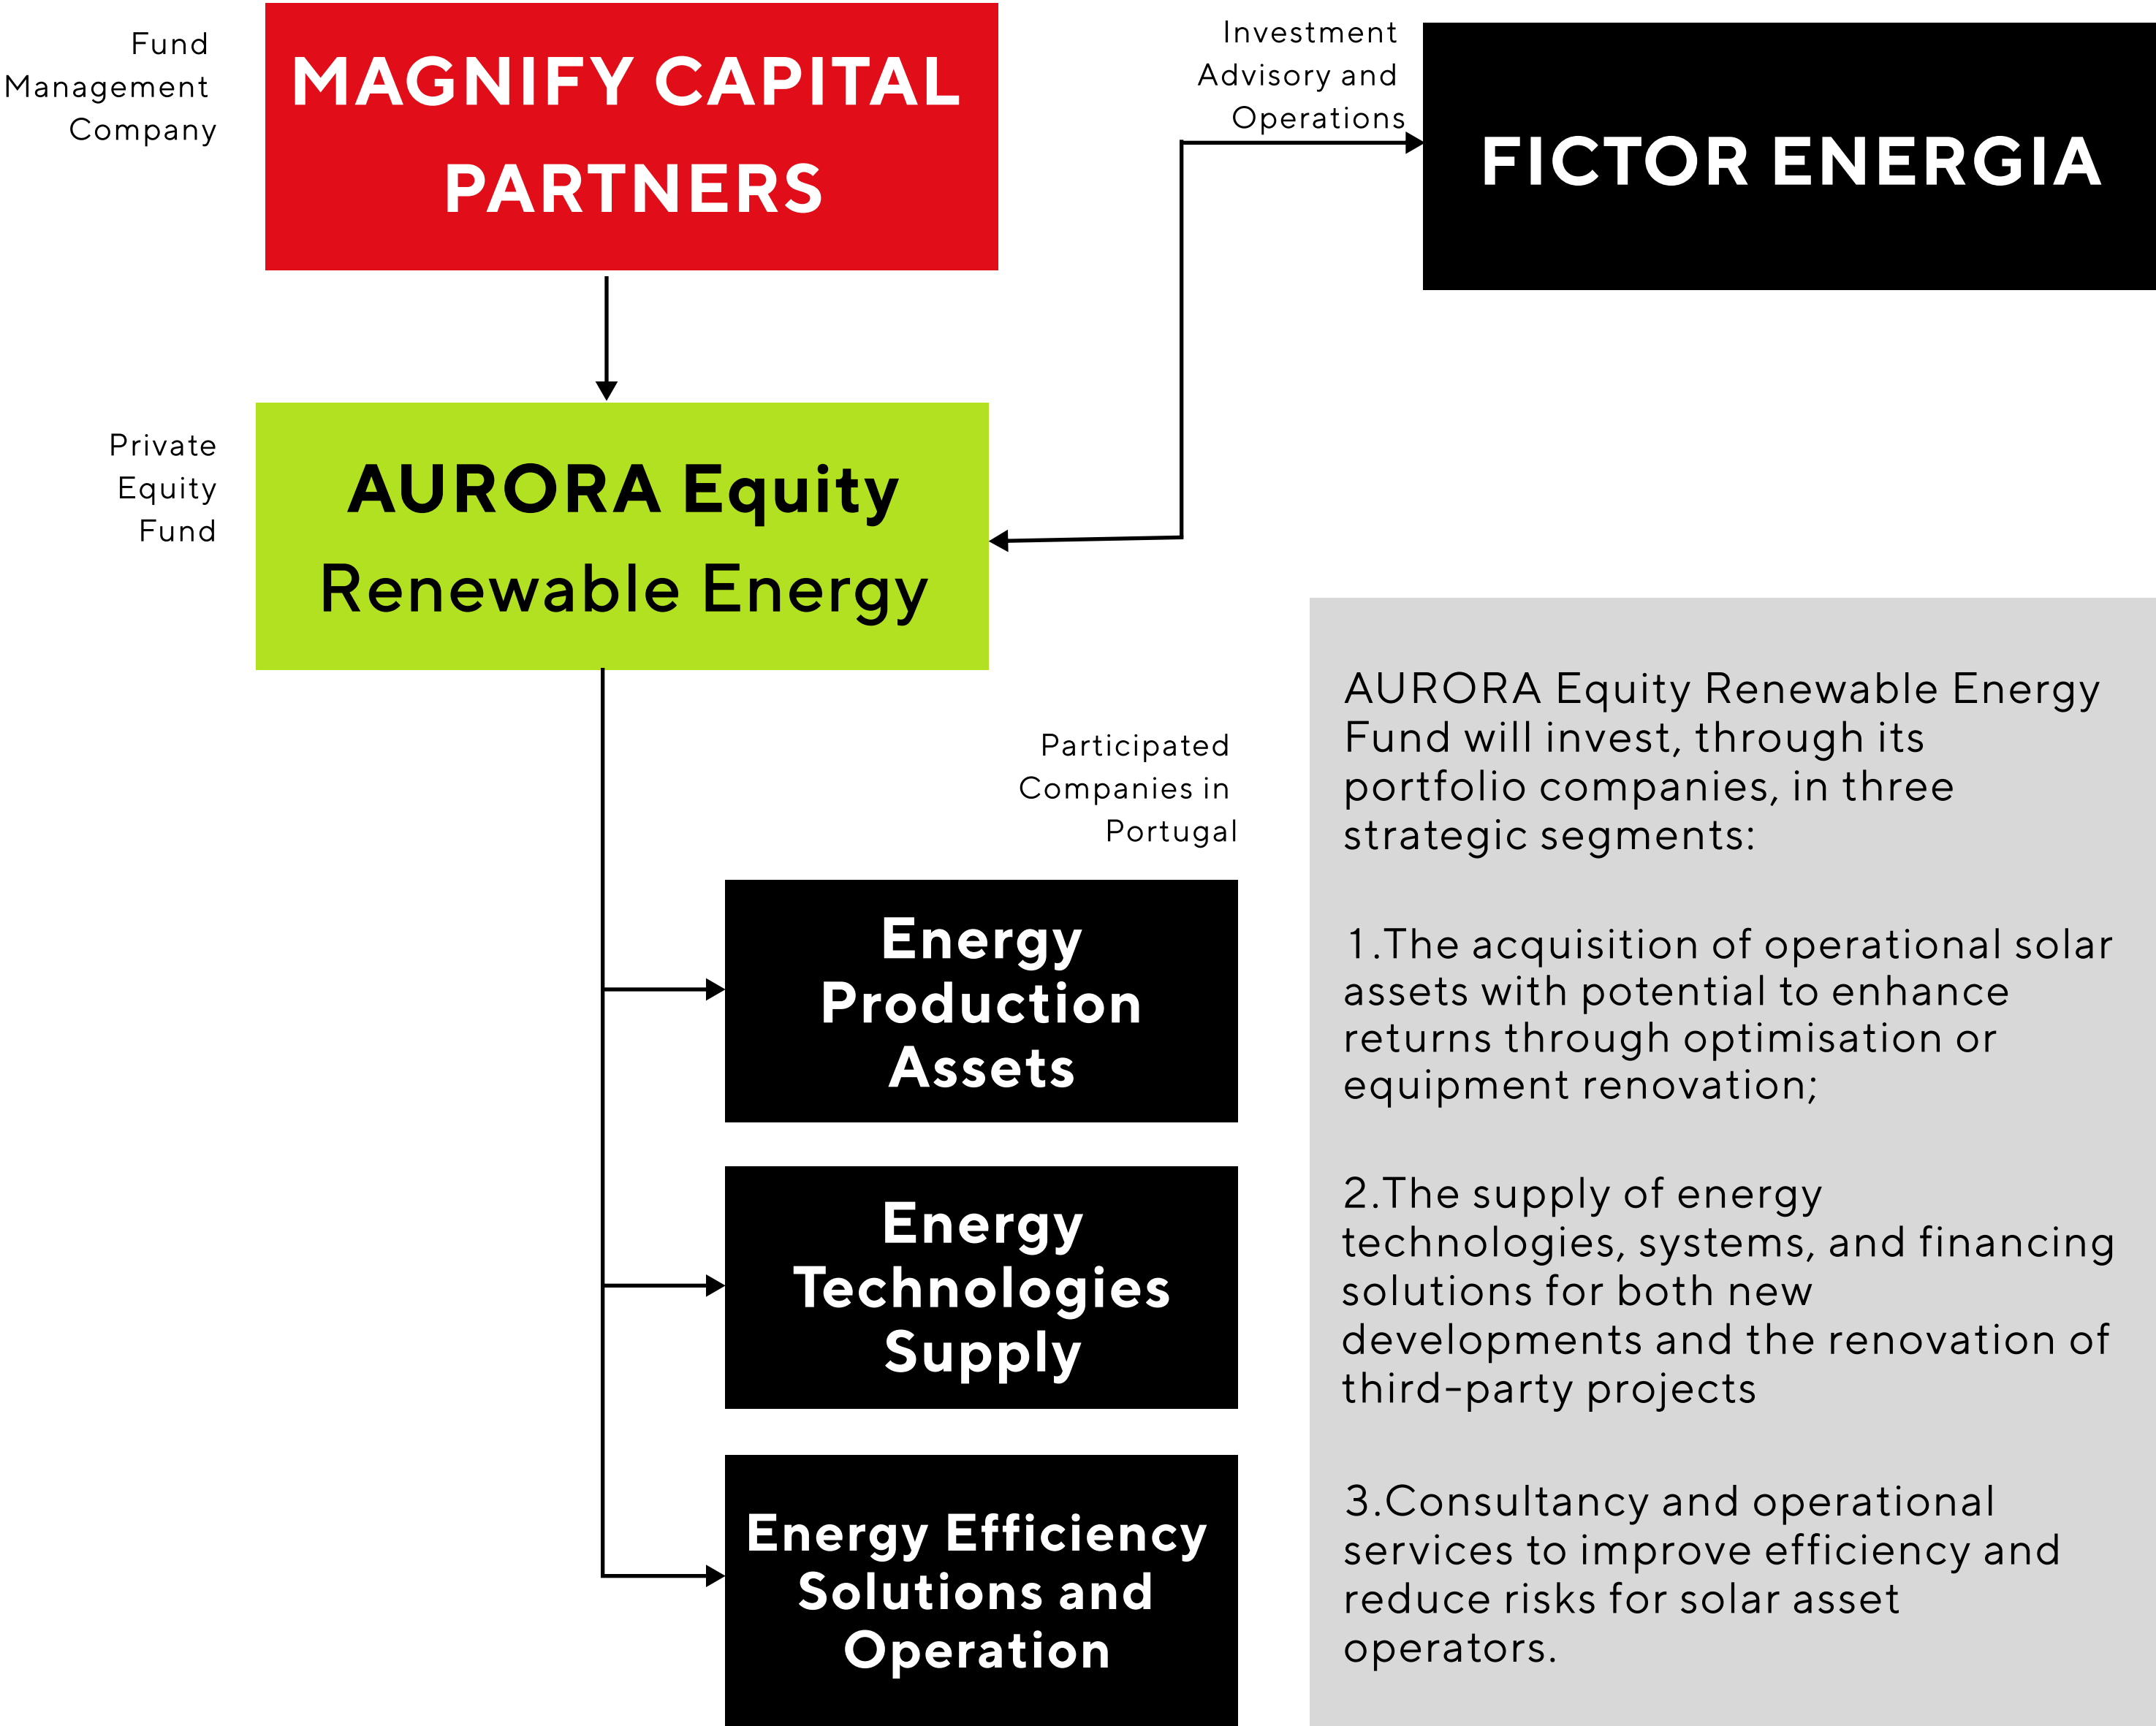 Fund
Management
Company
MAGNIFY CAPITAL
PARTNERS
Investment
Advisory and
Operations
FICTOR ENERGIA
Private
Equity
Fund
AURORA Equity
Renewable Energy
Participated
Companies in
Portugal
Energy
Production
Assets
Energy
Technologies
Supply
Energy Efficiency
Solutions and
Operation
AURORA Equity Renewable Energy
Fund will invest, through its
portfolio companies, in three
strategic segments:
1.The acquisition of operational solar
assets with potential to enhance
returns through optimisation or
equipment renovation;
2.The supply of energy
technologies, systems, and financing
solutions for both new
developments and the renovation of
third-party projects
3.Consultancy and operational
services to improve efficiency and
reduce risks for solar asset
operators.